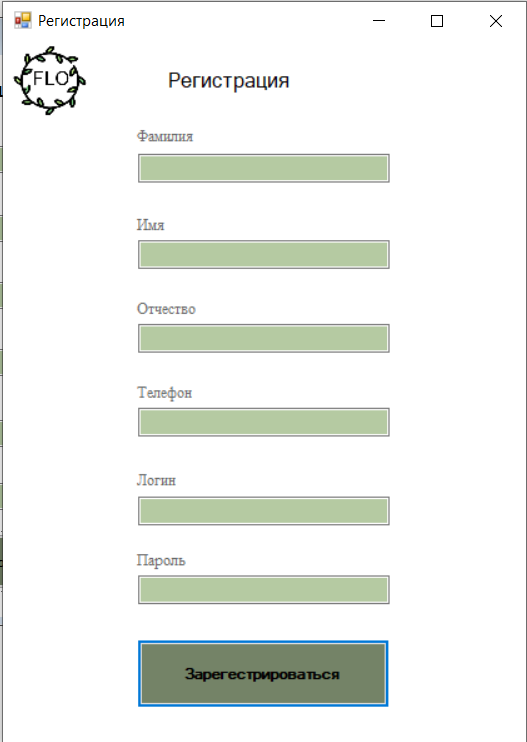 Регистрация
FLO
Регистрация
Фамилия
Имя
Отчество
Телефон
Логин
Пароль
Зарегестрироваться